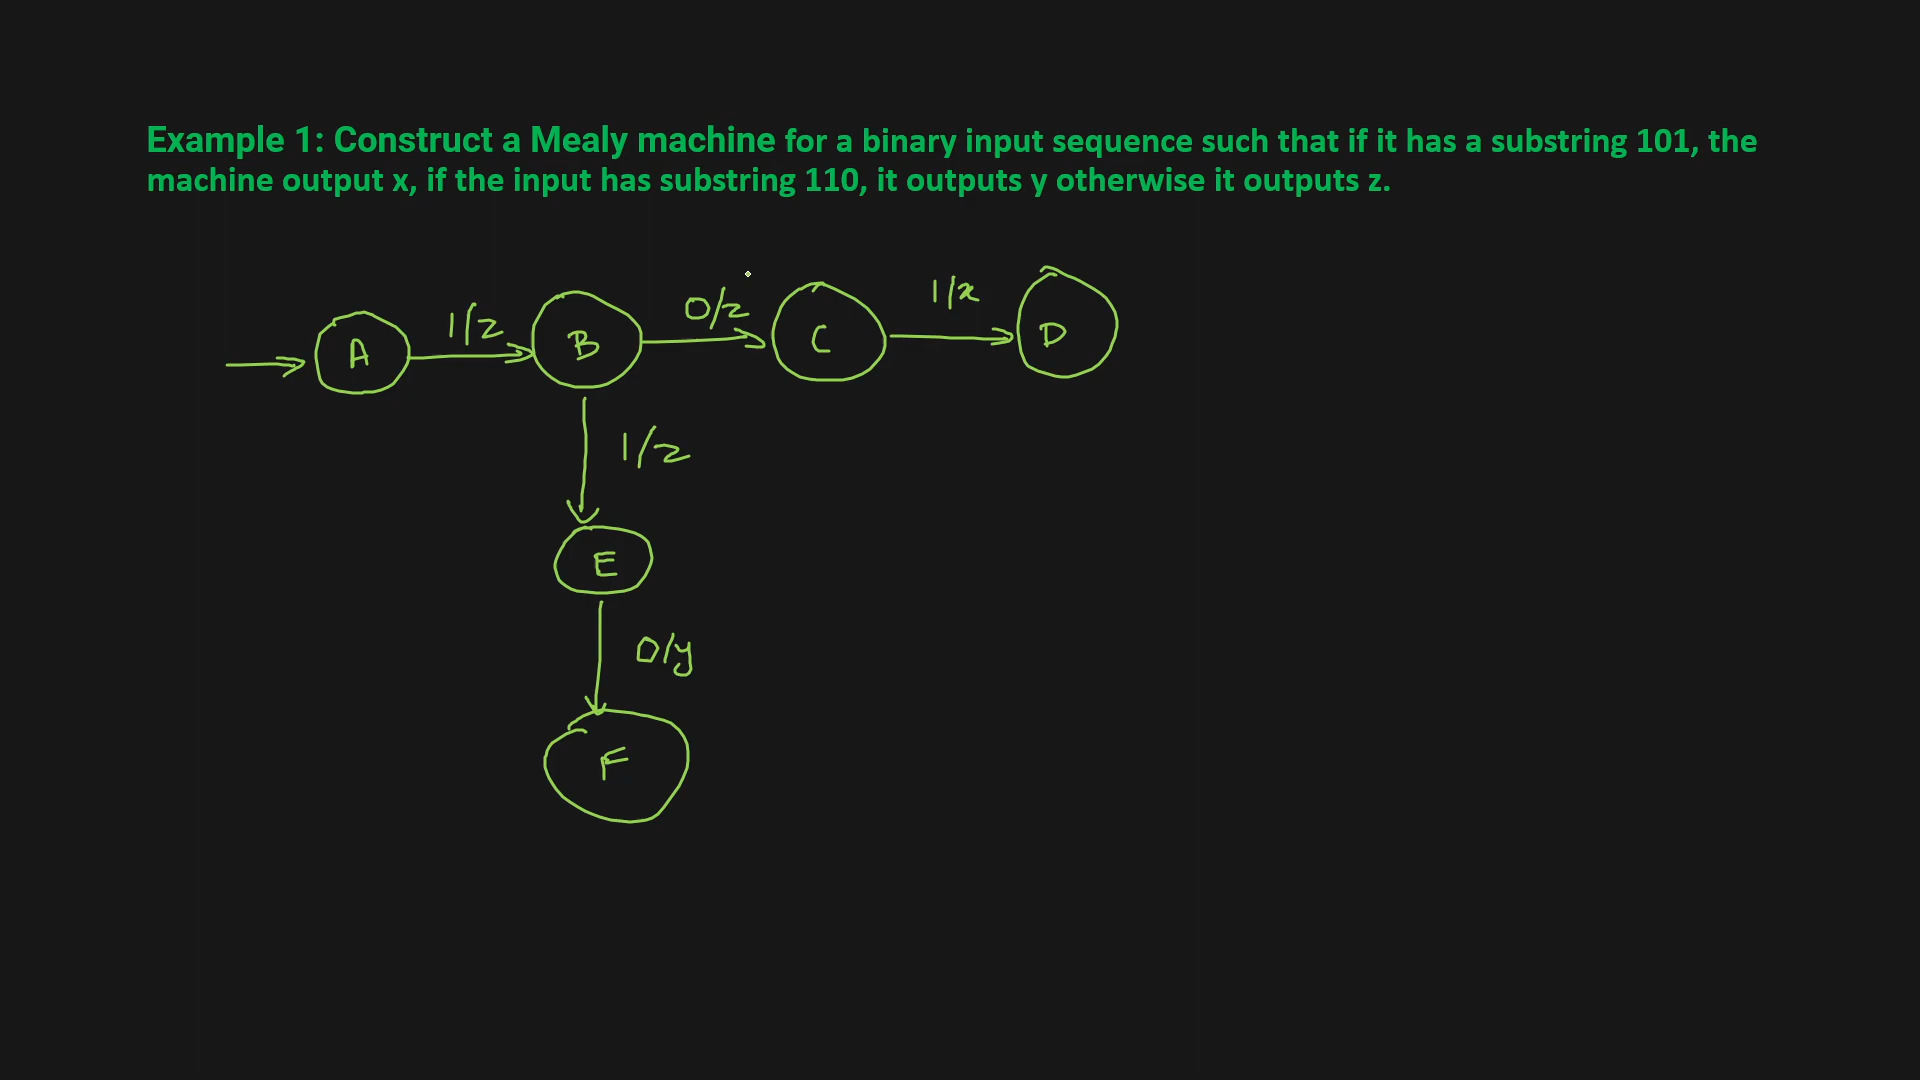 Example 1: Construct a Mealy machine for a binary input sequence such that if it has a substring 101, the
machine output x, if the input has substring 110, it outputs y otherwise it outputs z.
A
1/z
B
0/z
C
1/x
D
1/z
E
0/y
F